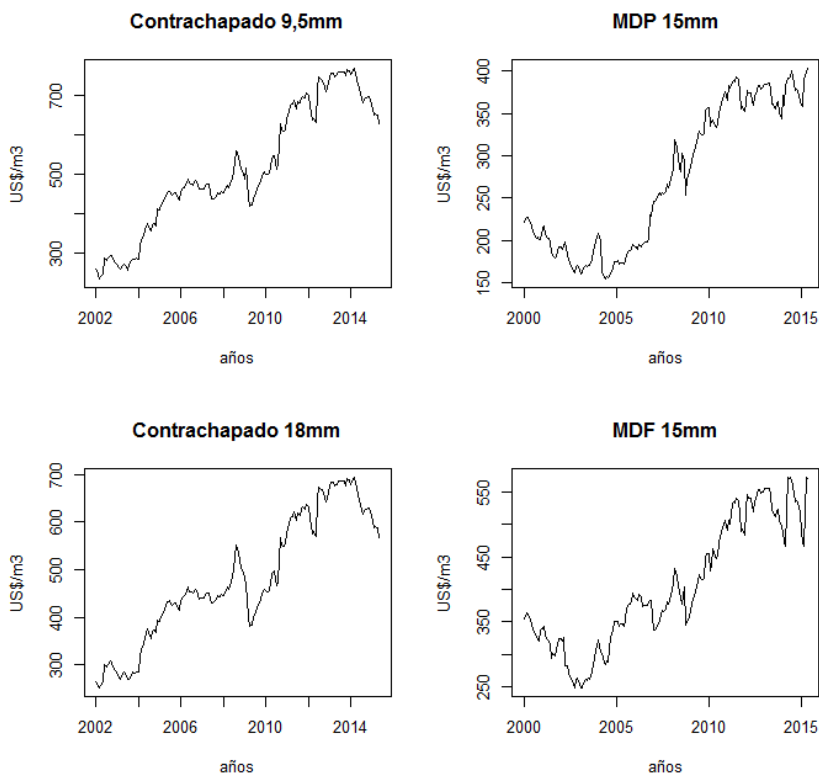 Contrachapado 9,5mm
US$/m3
700
500
300
2002 2006 2010 2014
años
MDP 15mm
US$/m3
400
350
300
250
200
150
2000 2005 2010 2015
años
Contrachapado 18mm
US$/m3
700
600
500
400
300
2002 2006 2010 2014
años
MDF 15mm
US$/m3
550
450
350
250
2000 2005 2010 2015
años